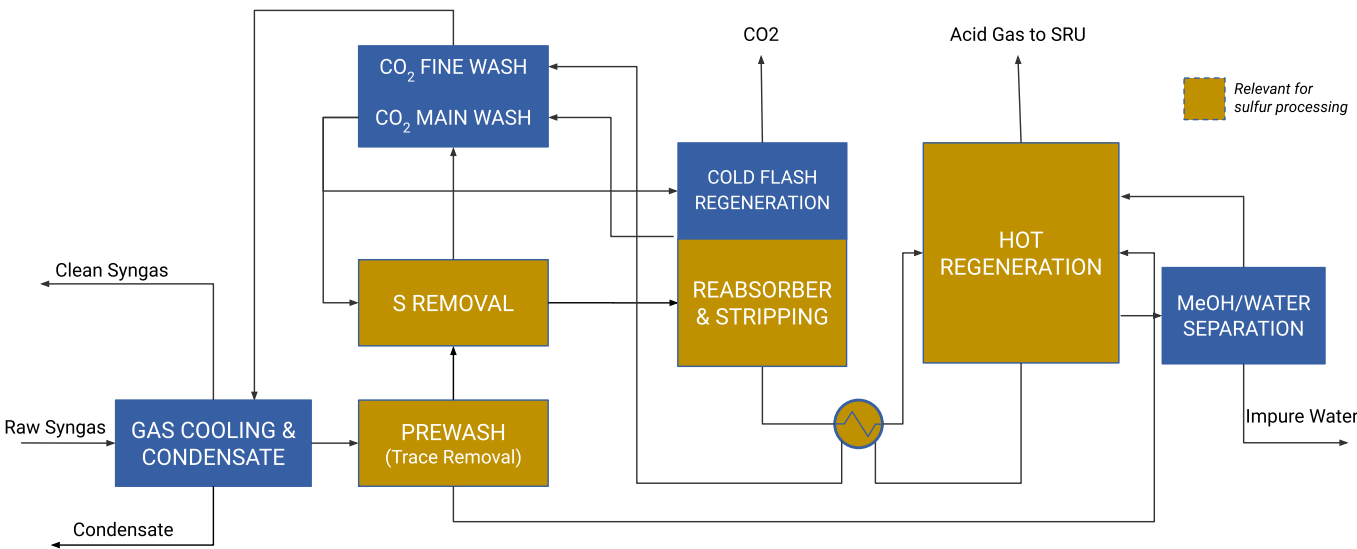 CO2
Acid Gas to SRU
CO₂ FINE WASH
CO₂ MAIN WASH
Relevant for
sulfur processing
COLD FLASH
REGENERATION
HOT
REGENERATION
Clean Syngas
S REMOVAL
REABSORBER
& STRIPPING
MeOH/WATER
SEPARATION
Raw Syngas
GAS COOLING &
CONDENSATE
PREWASH
(Trace Removal)
Impure Water
Condensate